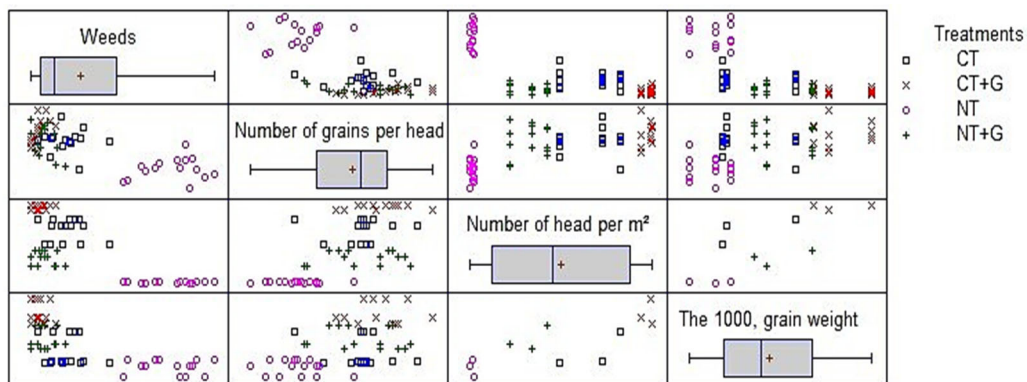 Weeds
Number of grains per head
Number of head per m²
The 1000, grain weight
Treatments
CT
CT+G
NT
NT+G